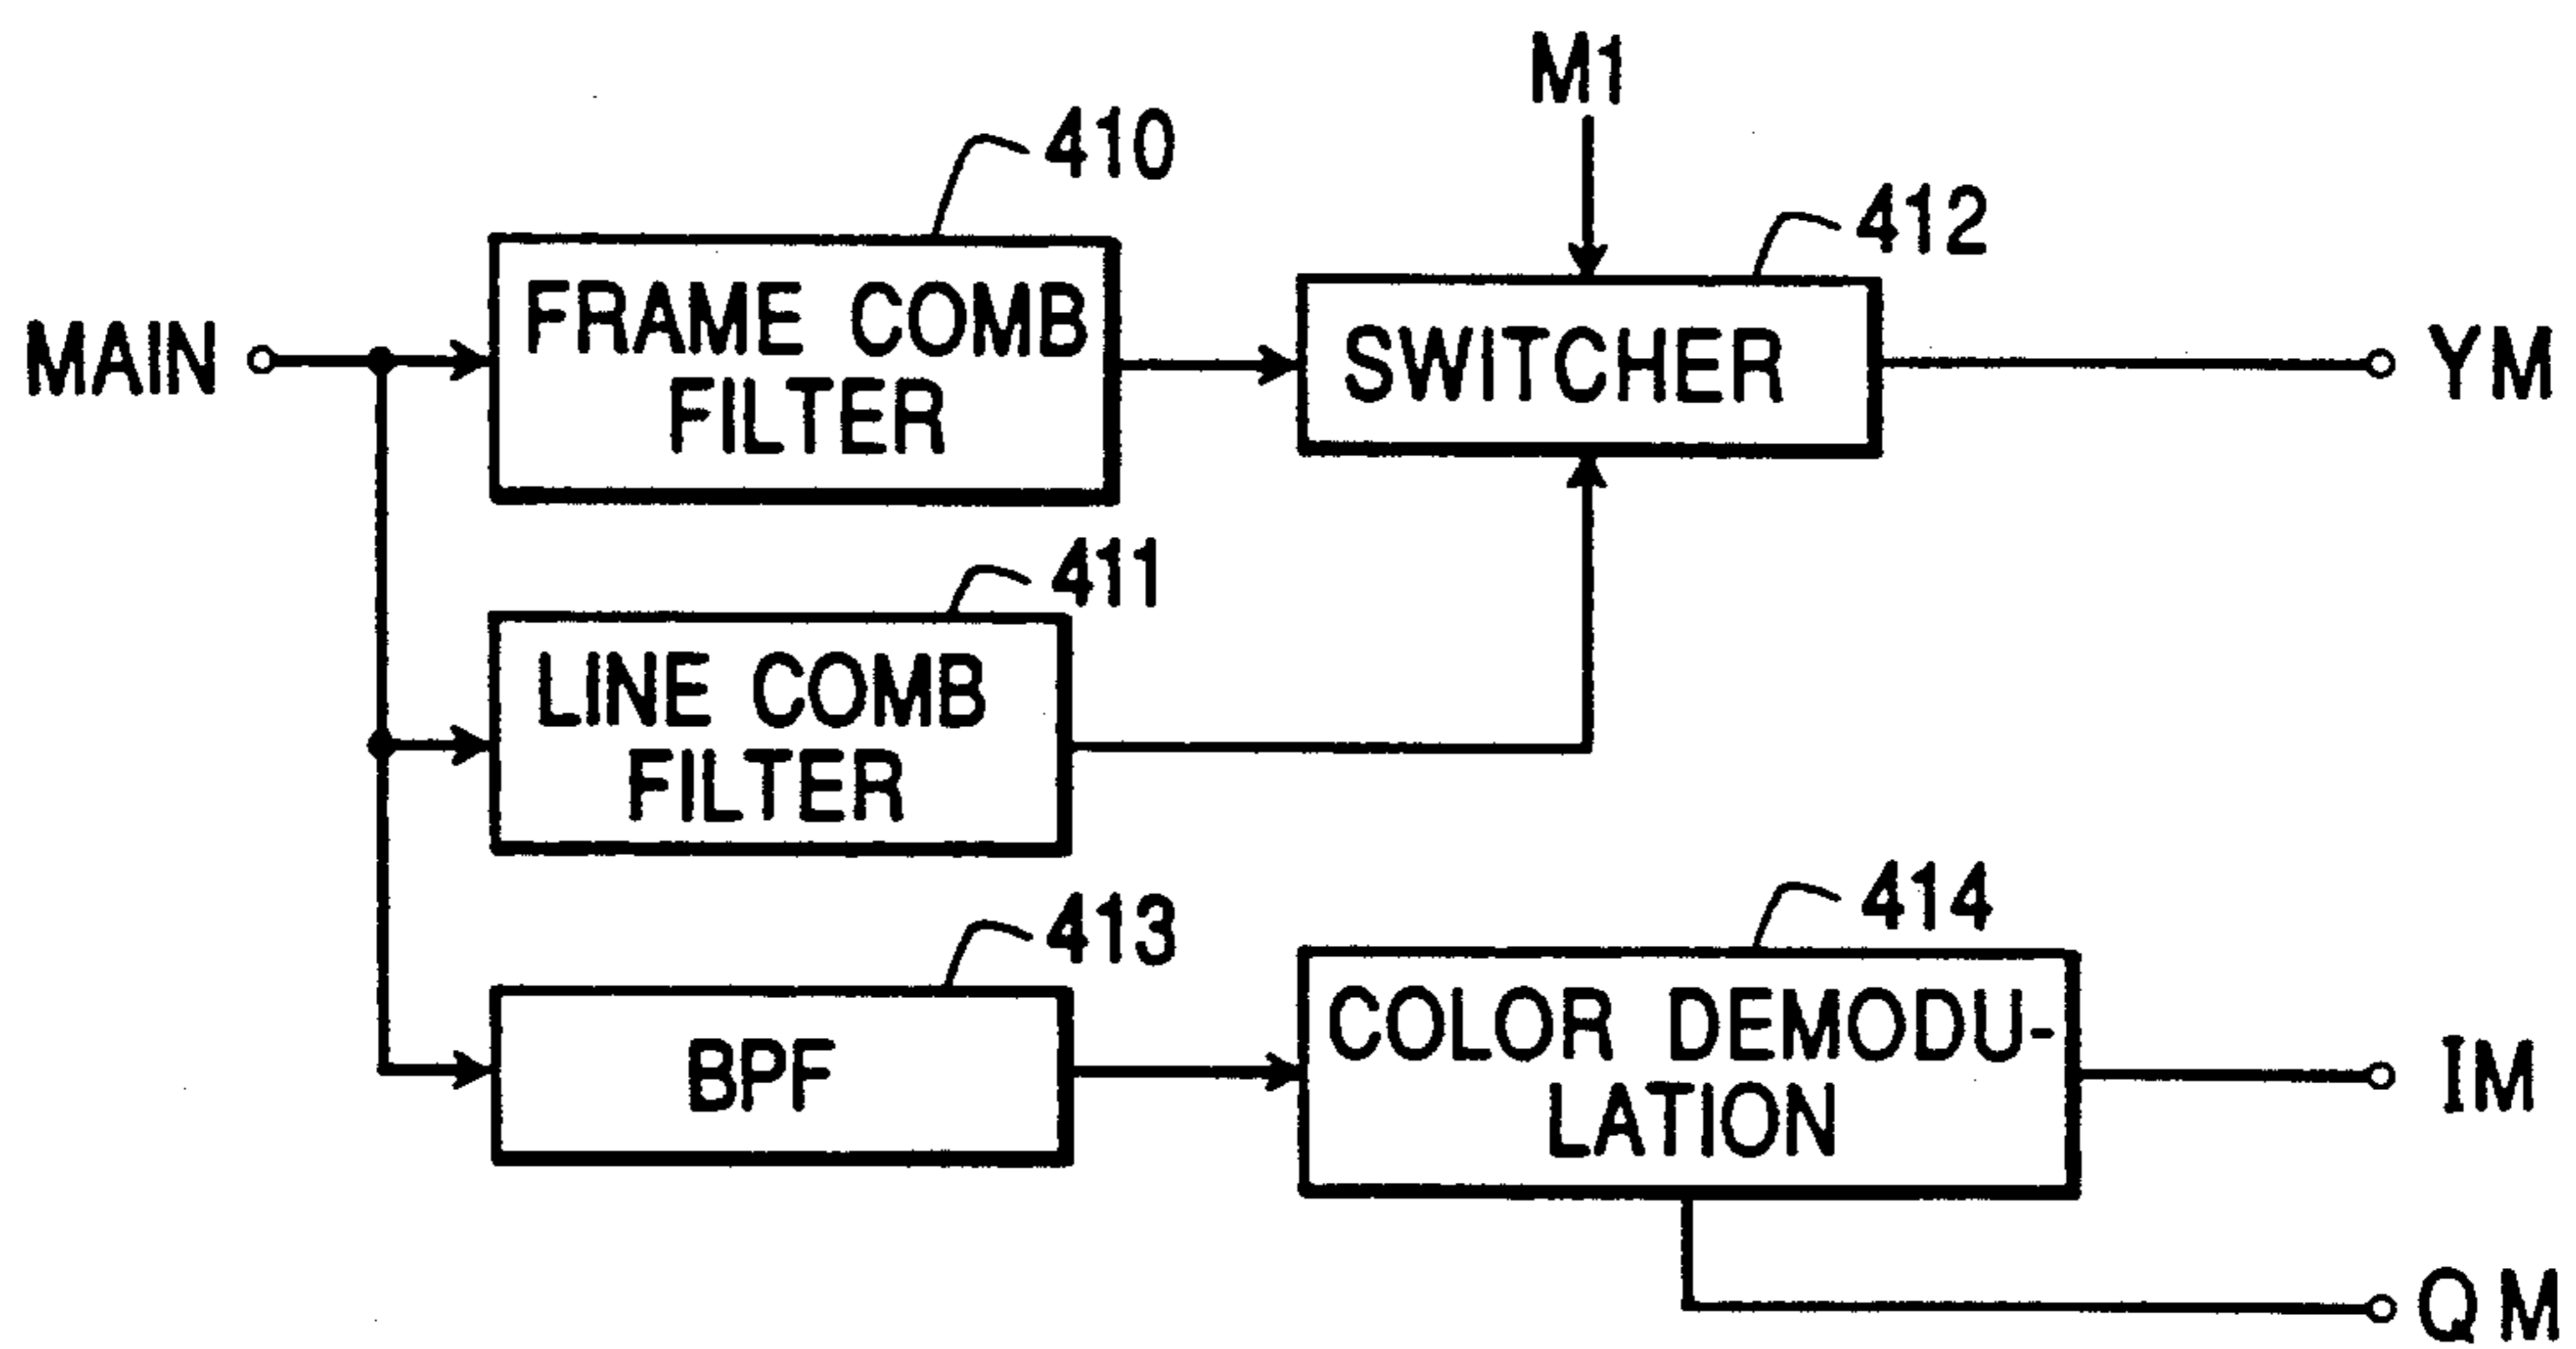 M1
410
412
MAIN
FRAME COMB
FILTER
SWITCHER
YM
411
LINE COMB
FILTER
413
414
BPF
COLOR DEMODU-
LATION
IM
QM